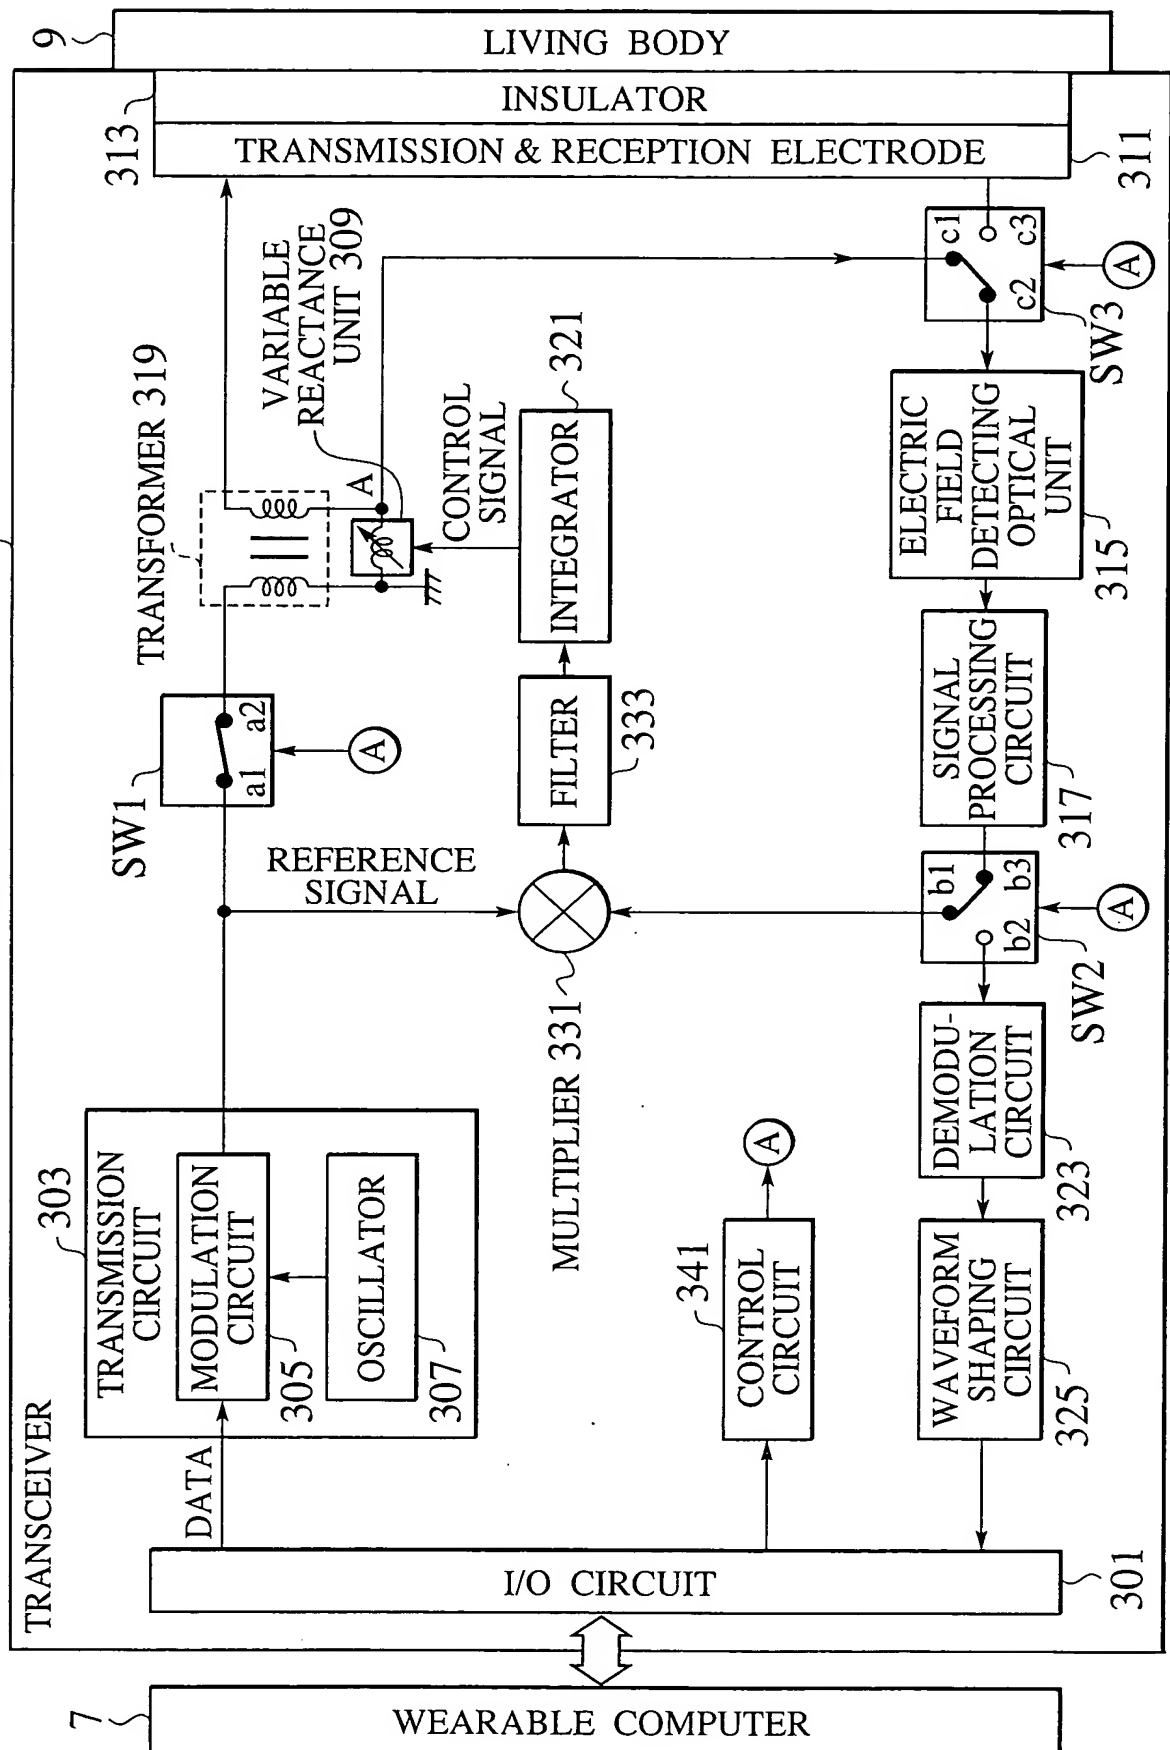 9
LIVING BODY
INSULATOR
313
TRANSMISSION & RECEPTION ELECTRODE
311
VARIABLE
REACTANCE
UNIT 309
TRANSFORMER 319
A
CONTROL
SIGNAL
321
INTEGRATOR
FILTER
333
c1
c2
c3
SW3
A
ELECTRIC
FIELD
DETECTING
OPTICAL
UNIT
315
SIGNAL
PROCESSING
CIRCUIT
317
SW1
a1
a2
A
REFERENCE
SIGNAL
MULTIPLIER 331
b1
b2
b3
SW2
A
DEMODU-
LATION
CIRCUIT
323
WAVEFORM
SHAPING
CIRCUIT
325
TRANSMISSION
CIRCUIT
303
MODULATION
CIRCUIT
305
OSCILLATOR
307
DATA
341
CONTROL
CIRCUIT
A
TRANSCEIVER
I/O CIRCUIT
301
7
WEARABLE COMPUTER